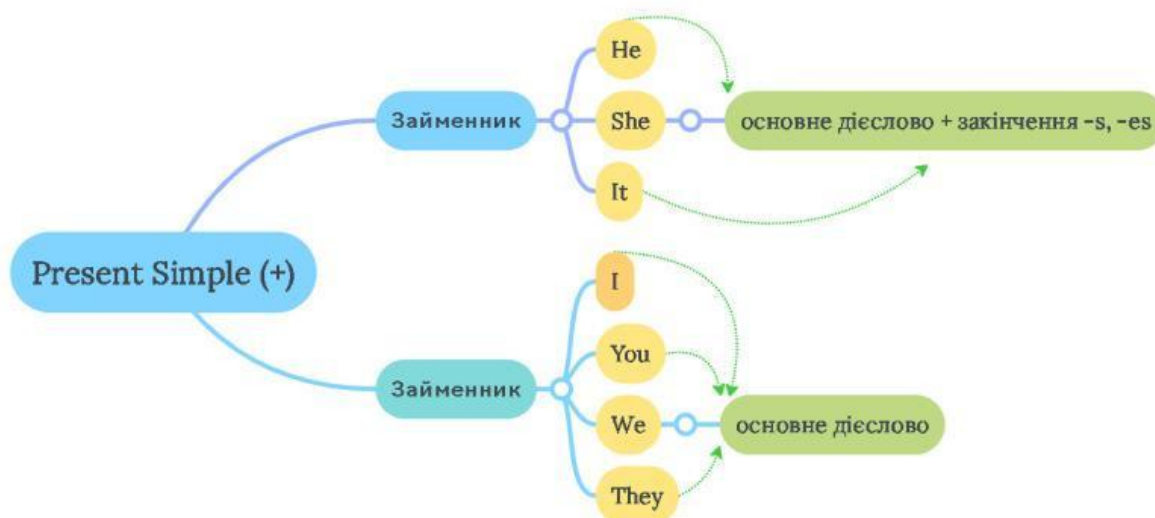 Present Simple (+)
Займенник
He
She
It
основне дієслово + закінчення -s, -es
Займенник
I
You
We
They
основне дієслово